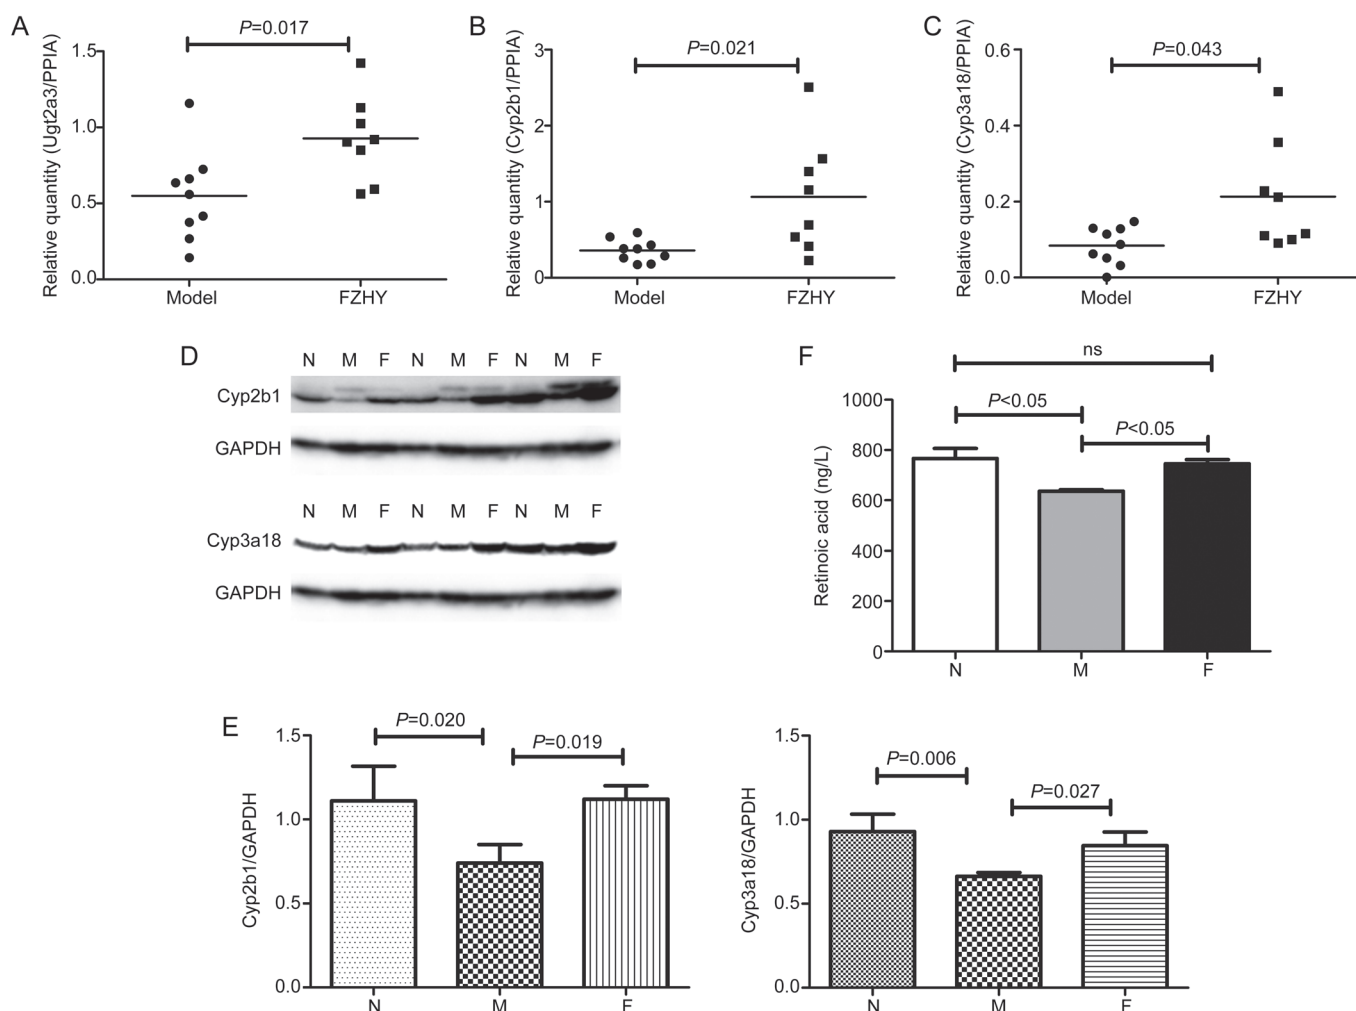 A
Relative quantity (Ugt2a3/PPIA)
P=0.017
1.5
1.0
0.5
0.0
Model
FZHY
B
Relative quantity (Cyp2b1/PPIA)
P=0.021
3
2
1
0
Model
FZHY
C
Relative quantity (Cyp3a18/PPIA)
P=0.043
0.6
0.4
0.2
0.0
Model
FZHY
D
N M F N M F N M F
Cyp2b1
GAPDH
N M F N M F N M F
Cyp3a18
GAPDH
F
ns
P<0.05
P<0.05
Retinoic acid (ng/L)
1000
800
600
400
200
0
N
M
F
E
Cyp2b1/GAPDH
P=0.020
P=0.019
1.5
1.0
0.5
0.0
N
M
F
Cyp3a18/GAPDH
P=0.006
P=0.027
1.5
1.0
0.5
0.0
N
M
F